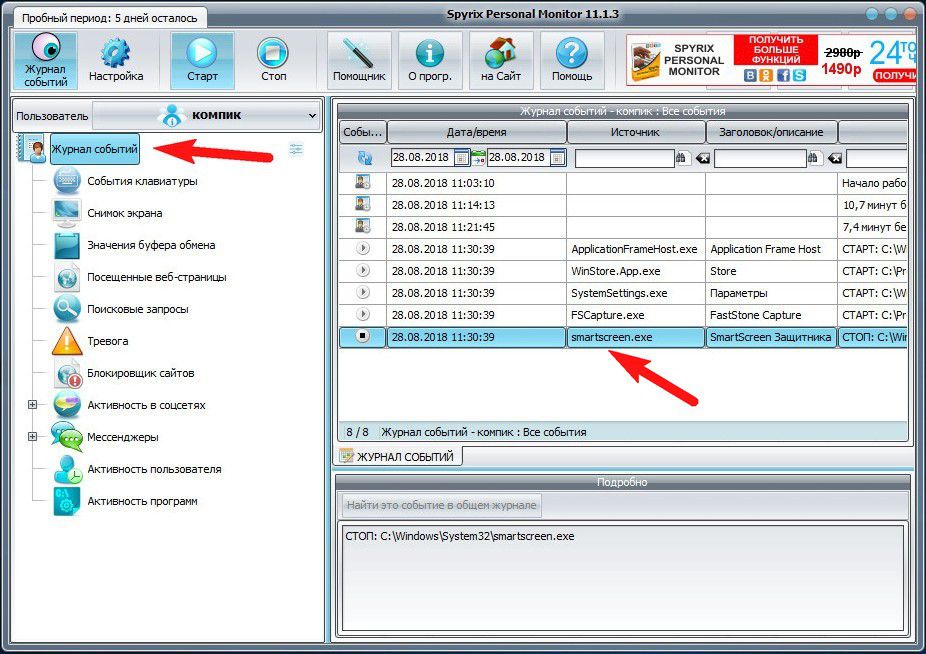 Пробный период: 5 дней осталось
Spyrix Personal Monitor 11.1.3
Журнал событий
Настройка
Старт
Стоп
Помощник
О прогр.
на Сайт
Помощь
SPYRIX PERSONAL MONITOR
ПОЛУЧИТЬ БОЛЬШЕ ФУНКЦИЙ
2980р
1490р
Пользователь
КОМПИК
Журнал событий
События клавиатуры
Снимок экрана
Значения буфера обмена
Посещенные веб-страницы
Поисковые запросы
Тревога
Блокировщик сайтов
Активность в соцсетях
Мессенджеры
Активность пользователя
Активность программ
Журнал событий - компик : Все события
Собы... Дата/время Источник Заголовок/описание
28.08.2018 28.08.2018
28.08.2018 11:03:10 Начало рабо
28.08.2018 11:14:13 10,7 минут б
28.08.2018 11:21:45 7,4 минут бе
28.08.2018 11:30:39 ApplicationFrameHost.exe Application Frame Host СТАРТ: C:\W
28.08.2018 11:30:39 WinStore.App.exe Store СТАРТ: C:\Pr
28.08.2018 11:30:39 SystemSettings.exe Параметры СТАРТ: C:\W
28.08.2018 11:30:39 FSCapture.exe FastStone Capture СТАРТ: C:\Pr
28.08.2018 11:30:39 smartscreen.exe SmartScreen Защитника СТОП: C:\Win
8 / 8 Журнал событий - компик : Все события
ЖУРНАЛ СОБЫТИЙ
Подробно
Найти это событие в общем журнале
СТОП: C:\Windows\System32\smartscreen.exe